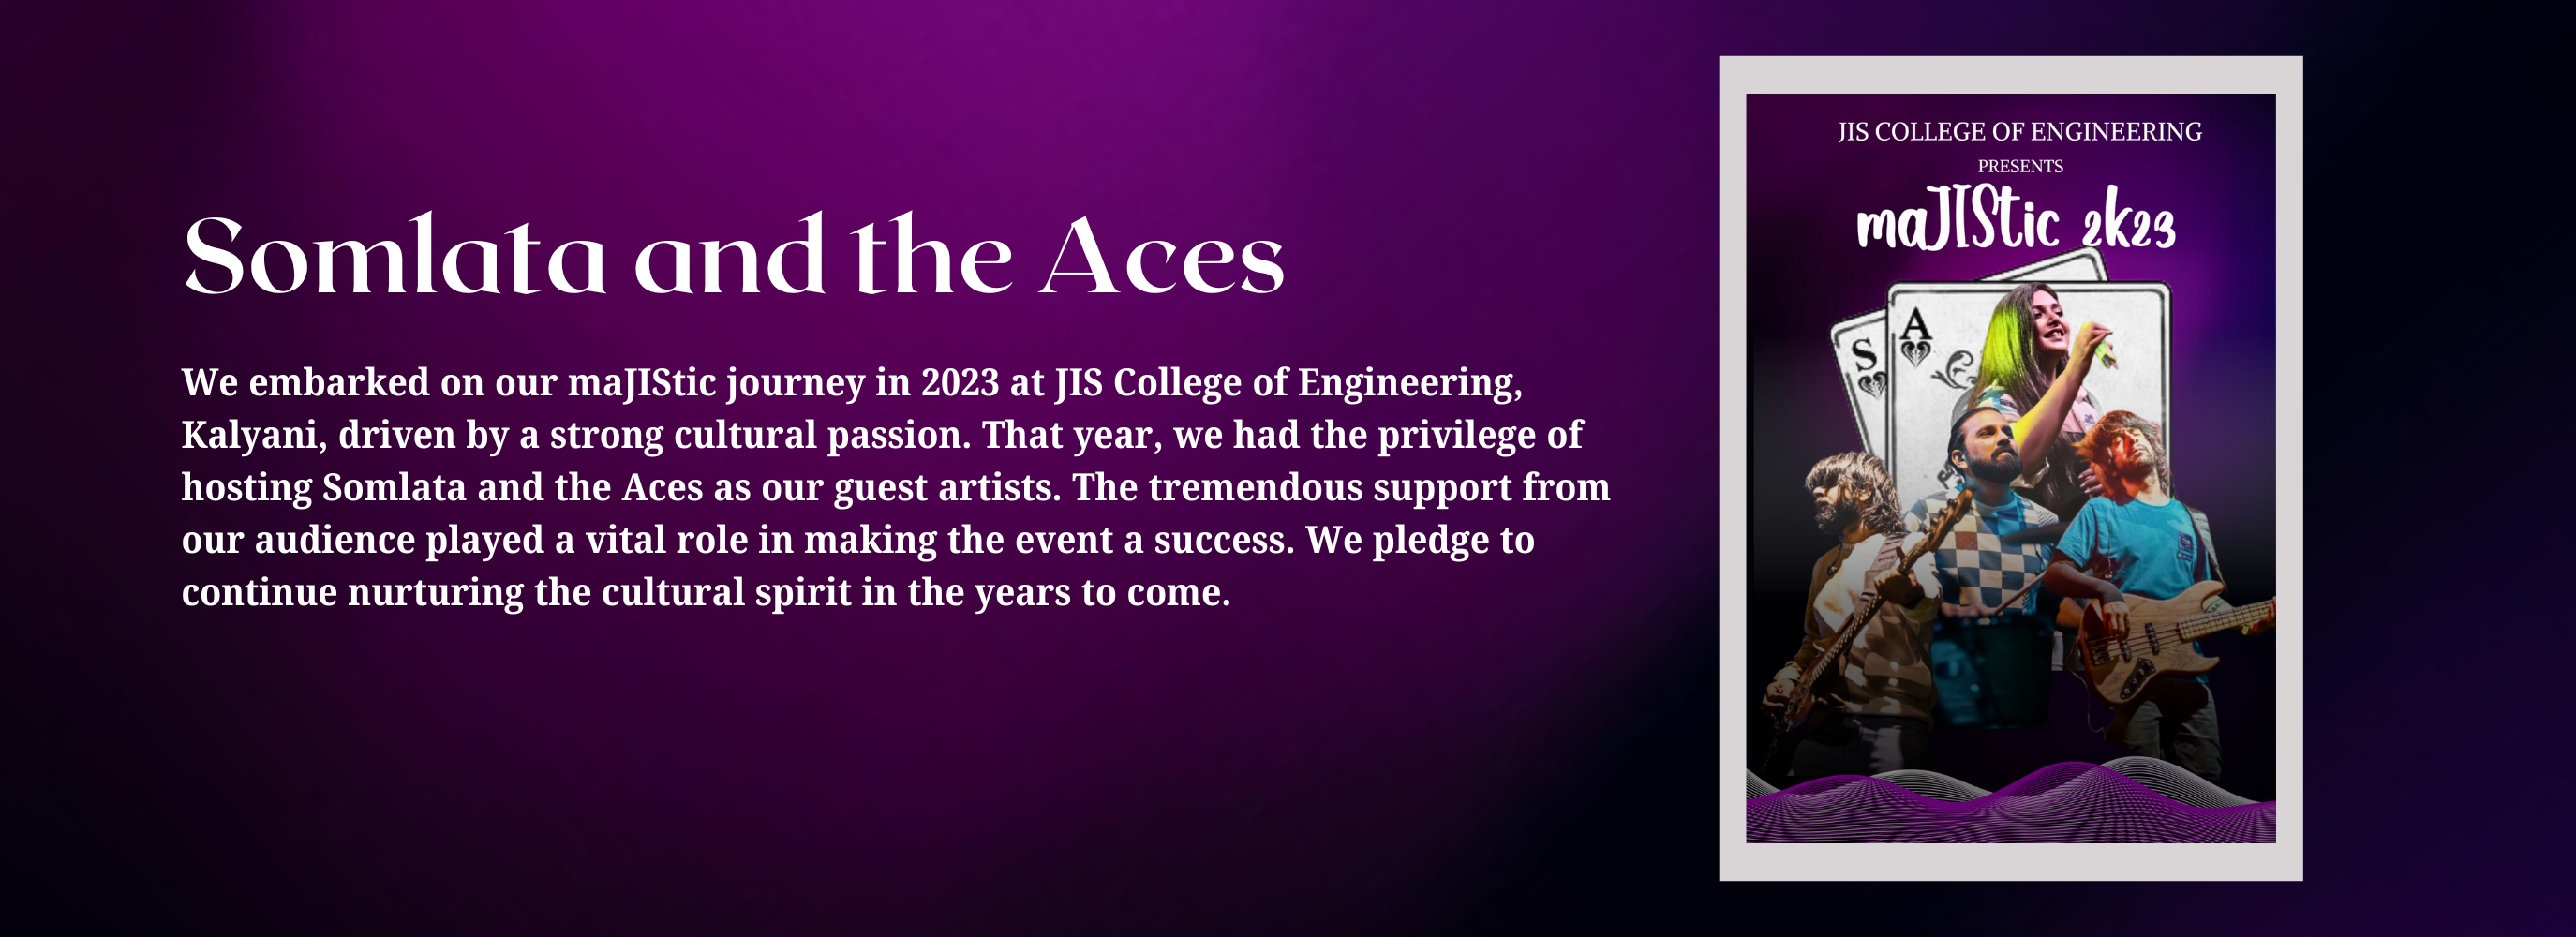 Somlata and the Aces
We embarked on our maJIStic journey in 2023 at JIS College of Engineering,
Kalyani, driven by a strong cultural passion. That year, we had the privilege of
hosting Somlata and the Aces as our guest artists. The tremendous support from
our audience played a vital role in making the event a success. We pledge to
continue nurturing the cultural spirit in the years to come.
JIS COLLEGE OF ENGINEERING
PRESENTS
maJIStic 2k23
S
A